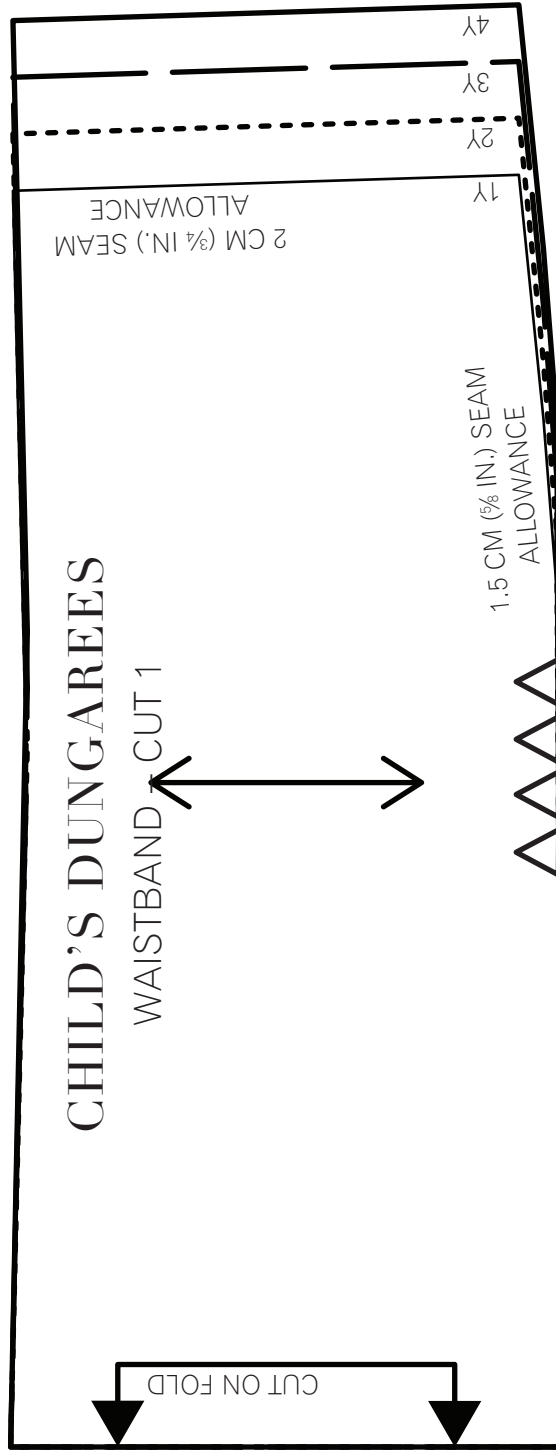 4Y
3Y
2Y
1Y
2 CM (¾ IN.) SEAM
ALLOWANCE
1.5 CM (⅝ IN.) SEAM
ALLOWANCE
CHILD’S DUNGAREES
WAISTBAND – CUT 1
CUT ON FOLD